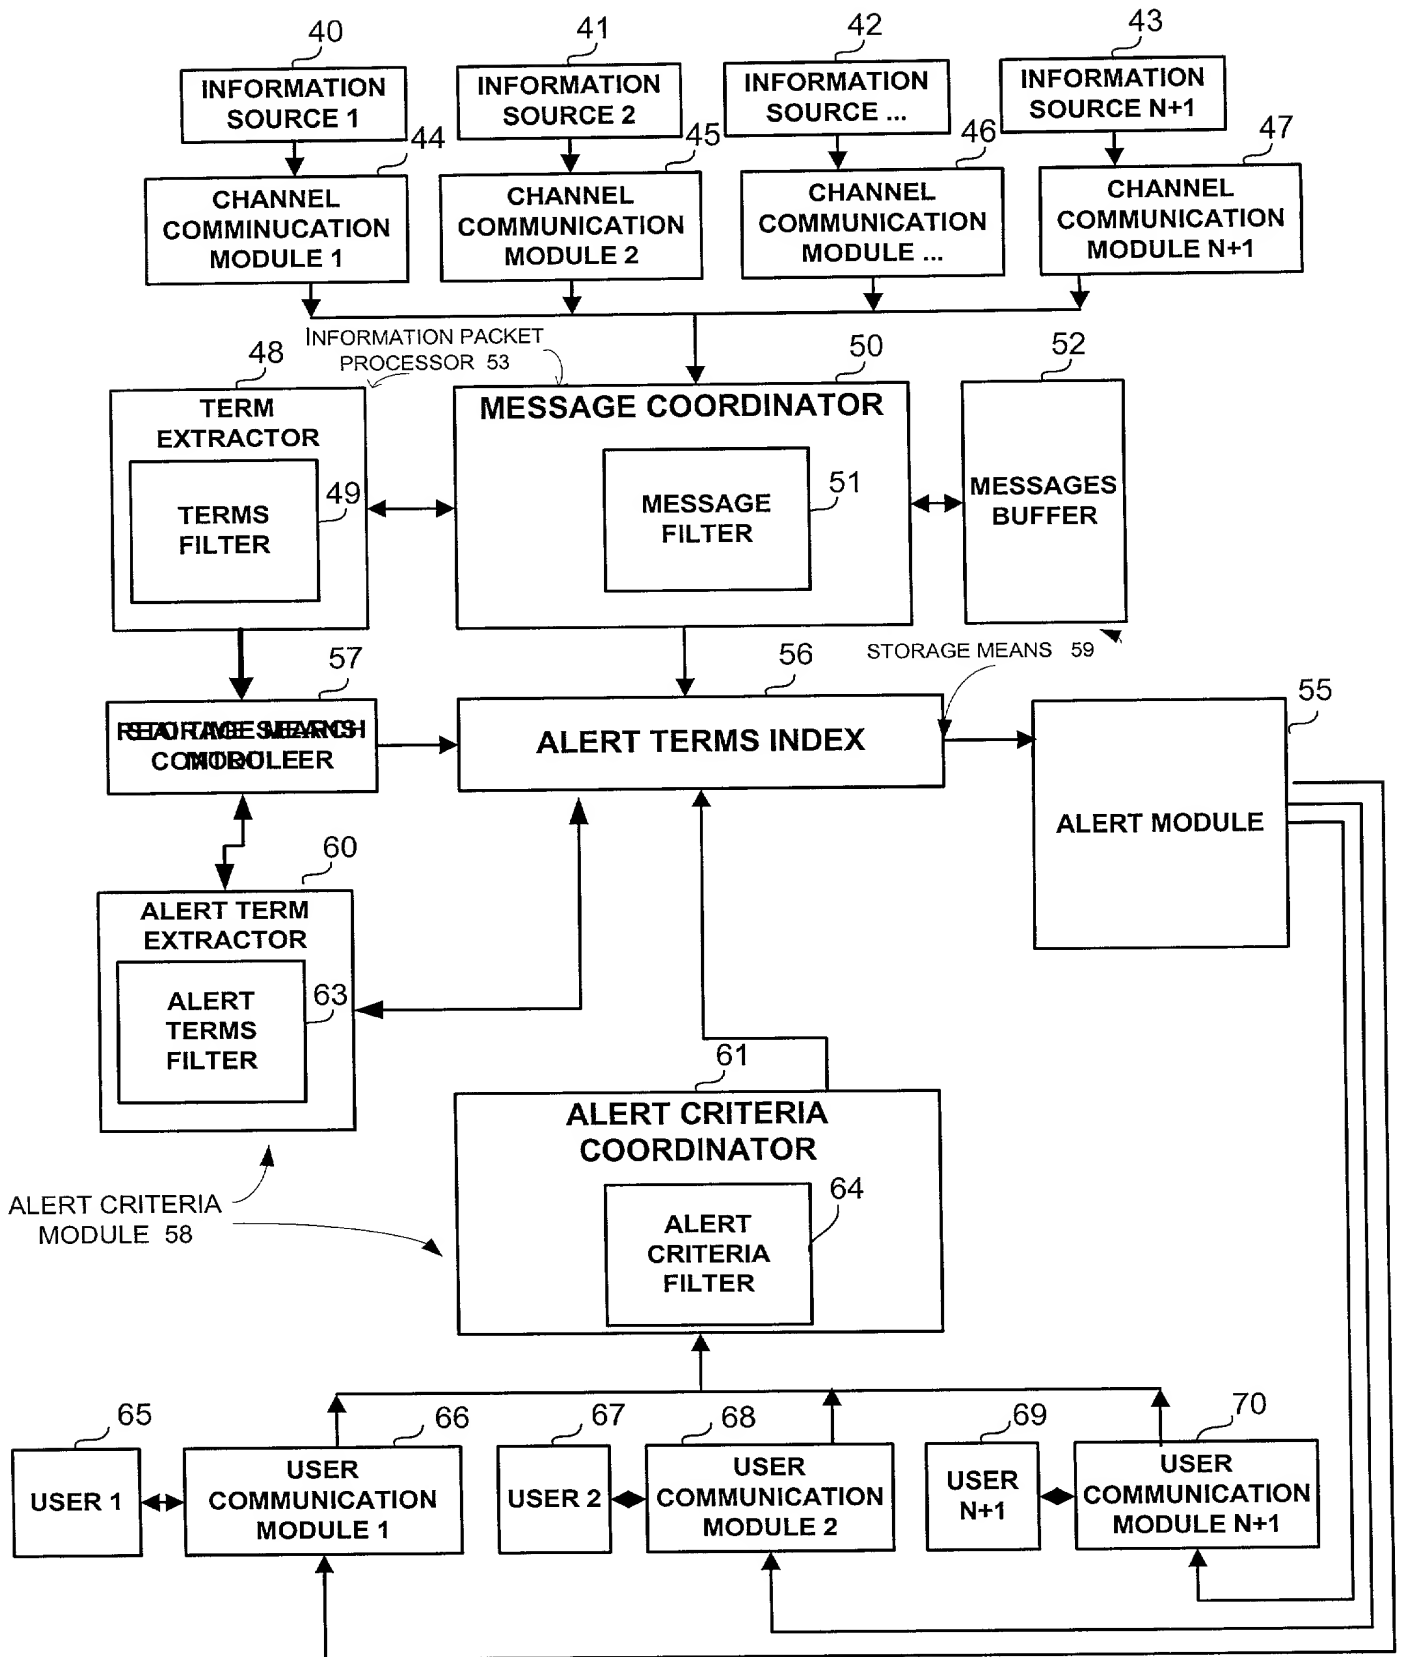 40
41
42
43
INFORMATION
SOURCE 1
INFORMATION
SOURCE 2
INFORMATION
SOURCE ...
INFORMATION
SOURCE N+1
44
45
46
47
CHANNEL
COMMINUCATION
MODULE 1
CHANNEL
COMMUNICATION
MODULE 2
CHANNEL
COMMUNICATION
MODULE ...
CHANNEL
COMMUNICATION
MODULE N+1
INFORMATION PACKET
PROCESSOR 53
48
50
52
TERM
EXTRACTOR
49
TERMS
FILTER
MESSAGE COORDINATOR
51
MESSAGE
FILTER
MESSAGES
BUFFER
STORAGE MEANS 59
57
56
55
ALERT TERMS INDEX
ALERT MODULE
60
ALERT TERM
EXTRACTOR
63
ALERT
TERMS
FILTER
61
ALERT CRITERIA
COORDINATOR
64
ALERT
CRITERIA
FILTER
ALERT CRITERIA
MODULE 58
65
66
67
68
69
70
USER 1
USER
COMMUNICATION
MODULE 1
USER 2
USER
COMMUNICATION
MODULE 2
USER
N+1
USER
COMMUNICATION
MODULE N+1